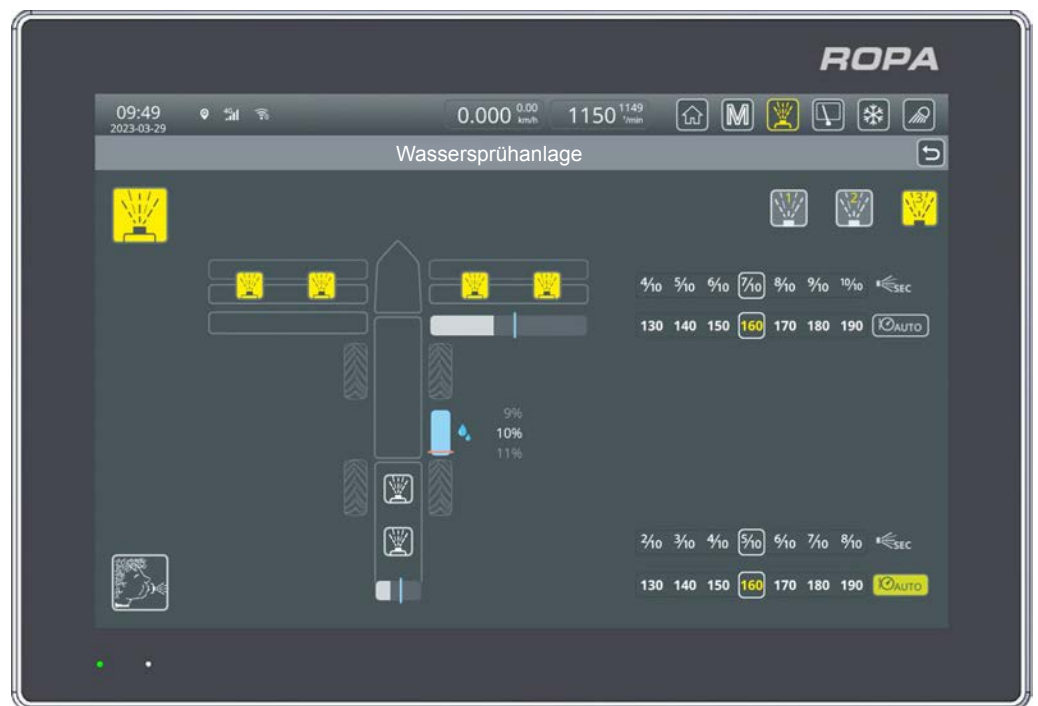 ROPA
09:49
2023-03-29
4G
0.000 0.00 km/h
1150 1149 1/min
M
Wassersprühanlage
1 2 3
4/10 5/10 6/10 7/10 8/10 9/10 10/10 SEC
130 140 150 160 170 180 190 AUTO
9%
10%
11%
2/10 3/10 4/10 5/10 6/10 7/10 8/10 SEC
130 140 150 160 170 180 190 AUTO